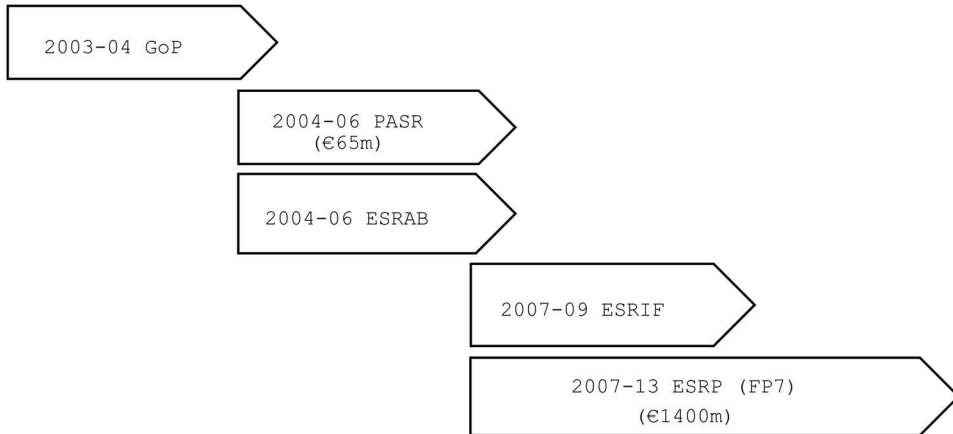 2003-04 GoP
2004-06 PASR
(€65m)
2004-06 ESRAB
2007-09 ESRIF
2007-13 ESRP (FP7)
(€1400m)